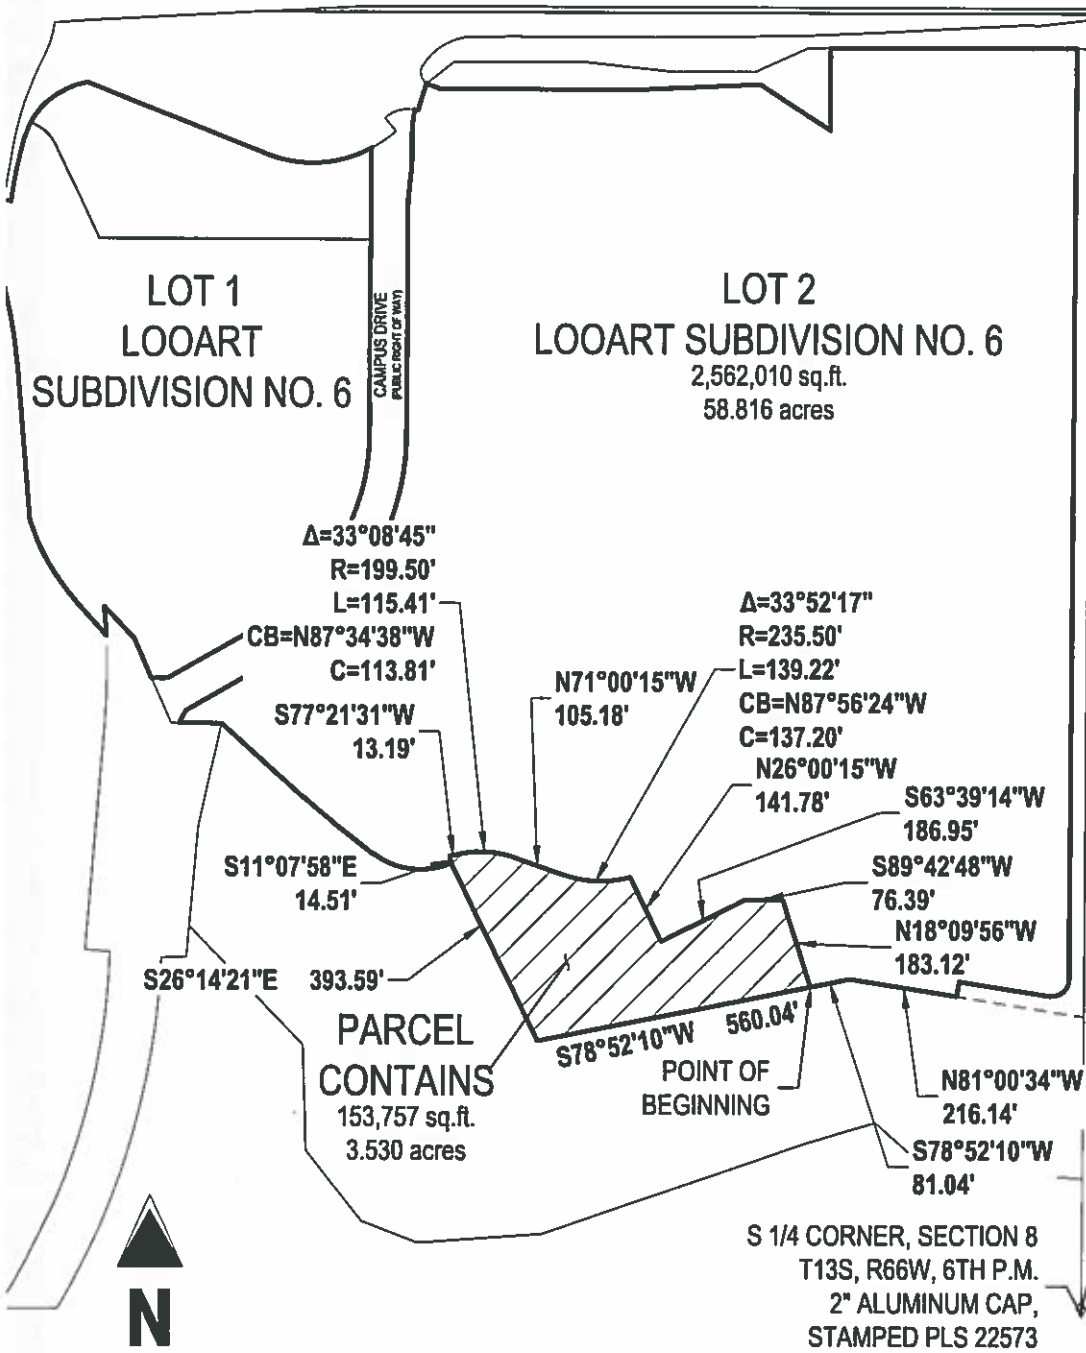 LOT 1
LOOART
SUBDIVISION NO. 6
CAMPUS DRIVE
PUBLIC RIGHT OF WAY)
LOT 2
LOOART SUBDIVISION NO. 6
2,562,010 sq.ft.
58.816 acres
Δ=33°08'45"
R=199.50'
L=115.41'
CB=N87°34'38"W
C=113.81'
S77°21'31"W
13.19'
N71°00'15"W
105.18'
Δ=33°52'17"
R=235.50'
L=139.22'
CB=N87°56'24"W
C=137.20'
N26°00'15"W
141.78'
S63°39'14"W
186.95'
S11°07'58"E
14.51'
S89°42'48"W
76.39'
N18°09'56"W
183.12'
S26°14'21"E 393.59'
PARCEL
CONTAINS
153,757 sq.ft.
3.530 acres
S78°52'10"W 560.04'
POINT OF
BEGINNING
N81°00'34"W
216.14'
S78°52'10"W
81.04'
S 1/4 CORNER, SECTION 8
T13S, R66W, 6TH P.M.
2" ALUMINUM CAP,
STAMPED PLS 22573
N